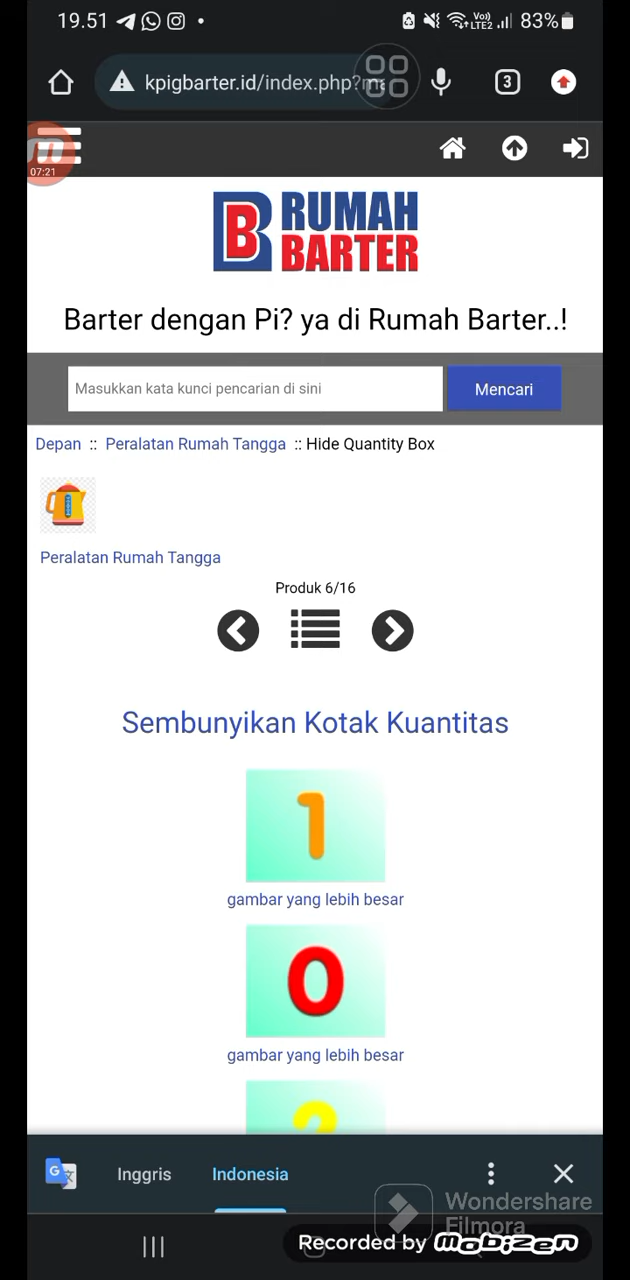 19.51 83%
Vo)) LTE2
kpigbarter.id/index.php?ma
3
m
07:21
B RUMAH
BARTER
Barter dengan Pi? ya di Rumah Barter..!
Masukkan kata kunci pencarian di sini Mencari
Depan :: Peralatan Rumah Tangga :: Hide Quantity Box
Peralatan Rumah Tangga
Produk 6/16
Sembunyikan Kotak Kuantitas
1
gambar yang lebih besar
0
gambar yang lebih besar
G Inggris Indonesia
Wondershare
Filmora
Recorded by mobizen